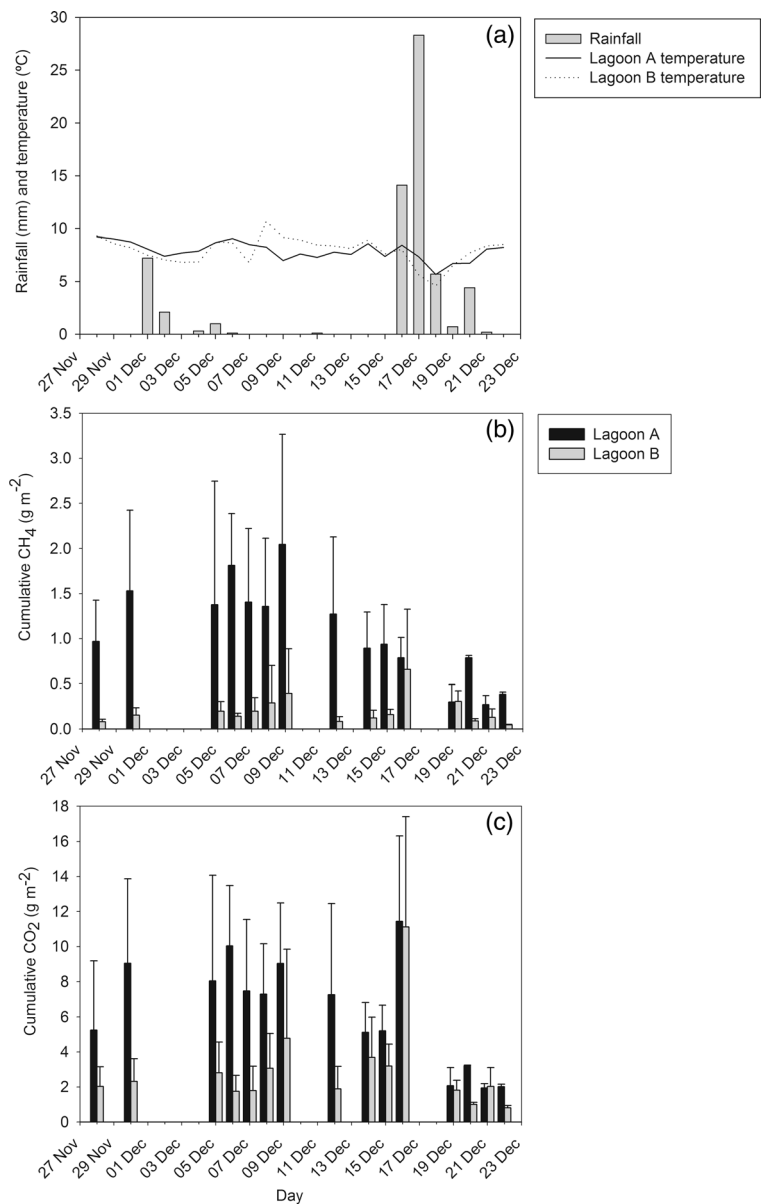 (a)
Rainfall
Lagoon A temperature
Lagoon B temperature
Rainfall (mm) and temperature (ºC)
30
25
20
15
10
5
0
27 Nov
29 Nov
01 Dec
03 Dec
05 Dec
07 Dec
09 Dec
11 Dec
13 Dec
15 Dec
17 Dec
19 Dec
21 Dec
23 Dec
(b)
Lagoon A
Lagoon B
Cumulative CH4 (g m-2)
3.5
3.0
2.5
2.0
1.5
1.0
0.5
0.0
27 Nov
29 Nov
01 Dec
03 Dec
05 Dec
07 Dec
09 Dec
11 Dec
13 Dec
15 Dec
17 Dec
19 Dec
21 Dec
23 Dec
(c)
Cumulative CO2 (g m-2)
18
16
14
12
10
8
6
4
2
0
27 Nov
29 Nov
01 Dec
03 Dec
05 Dec
07 Dec
09 Dec
11 Dec
13 Dec
15 Dec
17 Dec
19 Dec
21 Dec
23 Dec
Day